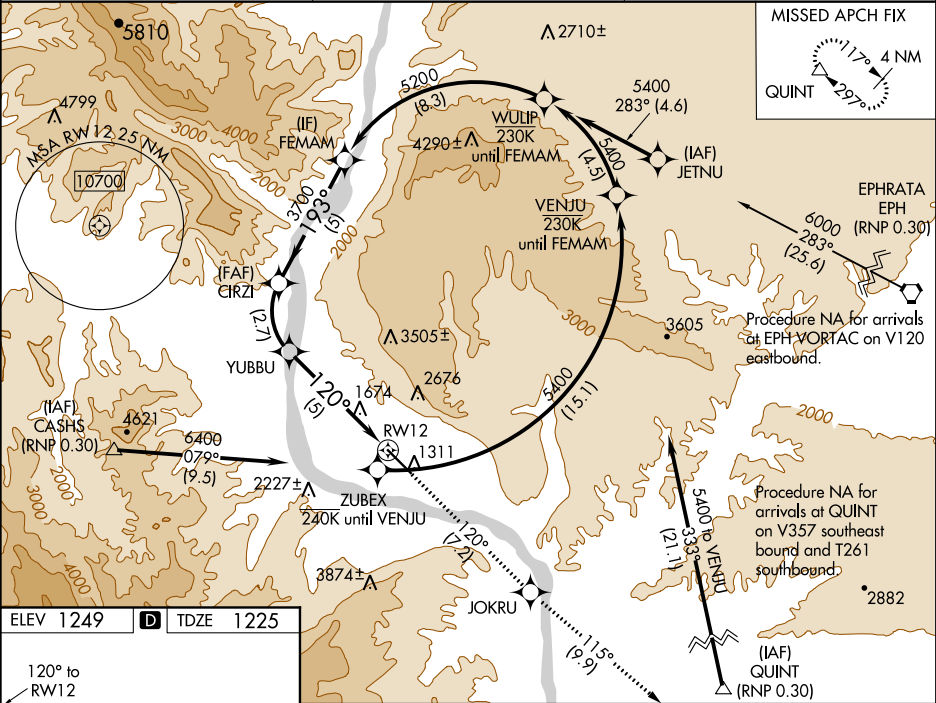 MISSED APCH FIX
117°
4 NM
QUINT
297°
5810
4799
MSA RW12 25 NM
10700
3000
4000
2000
2710±
5200
(8.3)
(IF)
FEMAM
4290±
WULIP
230K
until FEMAM
5400
283° (4.6)
(IAF)
JETNU
5400
(4.5)
VENJU
230K
until FEMAM
EPHRATA
EPH
(RNP 0.30)
6000
283°
(25.6)
3700
193°
(5)
2000
(FAF)
CIRZI
(2.7)
3000
3605
Procedure NA for arrivals
at EPH VORTAC on V120
eastbound.
3505±
YUBBU
120°
(5)
1674
2676
5400
(15.1)
2000
(IAF)
CASHS
(RNP 0.30)
4621
6400
079°
(9.5)
RW12
1311
2227±
ZUBEX
240K until VENJU
3000
2000
4000
120°
(7.2)
5400 to VENJU
333°
(21.1)
Procedure NA for
arrivals at QUINT
on V357 southeast
bound and T261
southbound.
3874±
JOKRU
2882
115°
(9.9)
(IAF)
QUINT
(RNP 0.30)
ELEV 1249 D TDZE 1225
120° to
RW12